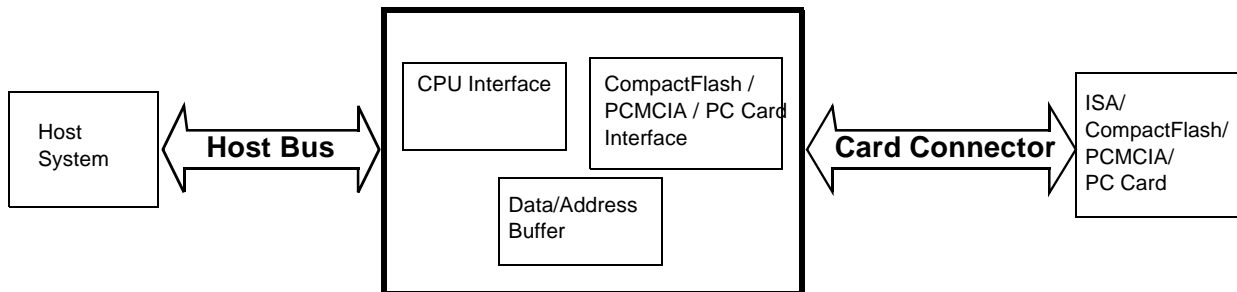 Host
System
Host Bus
CPU Interface
CompactFlash /
PCMCIA / PC Card
Interface
Data/Address
Buffer
Card Connector
ISA/
CompactFlash/
PCMCIA/
PC Card